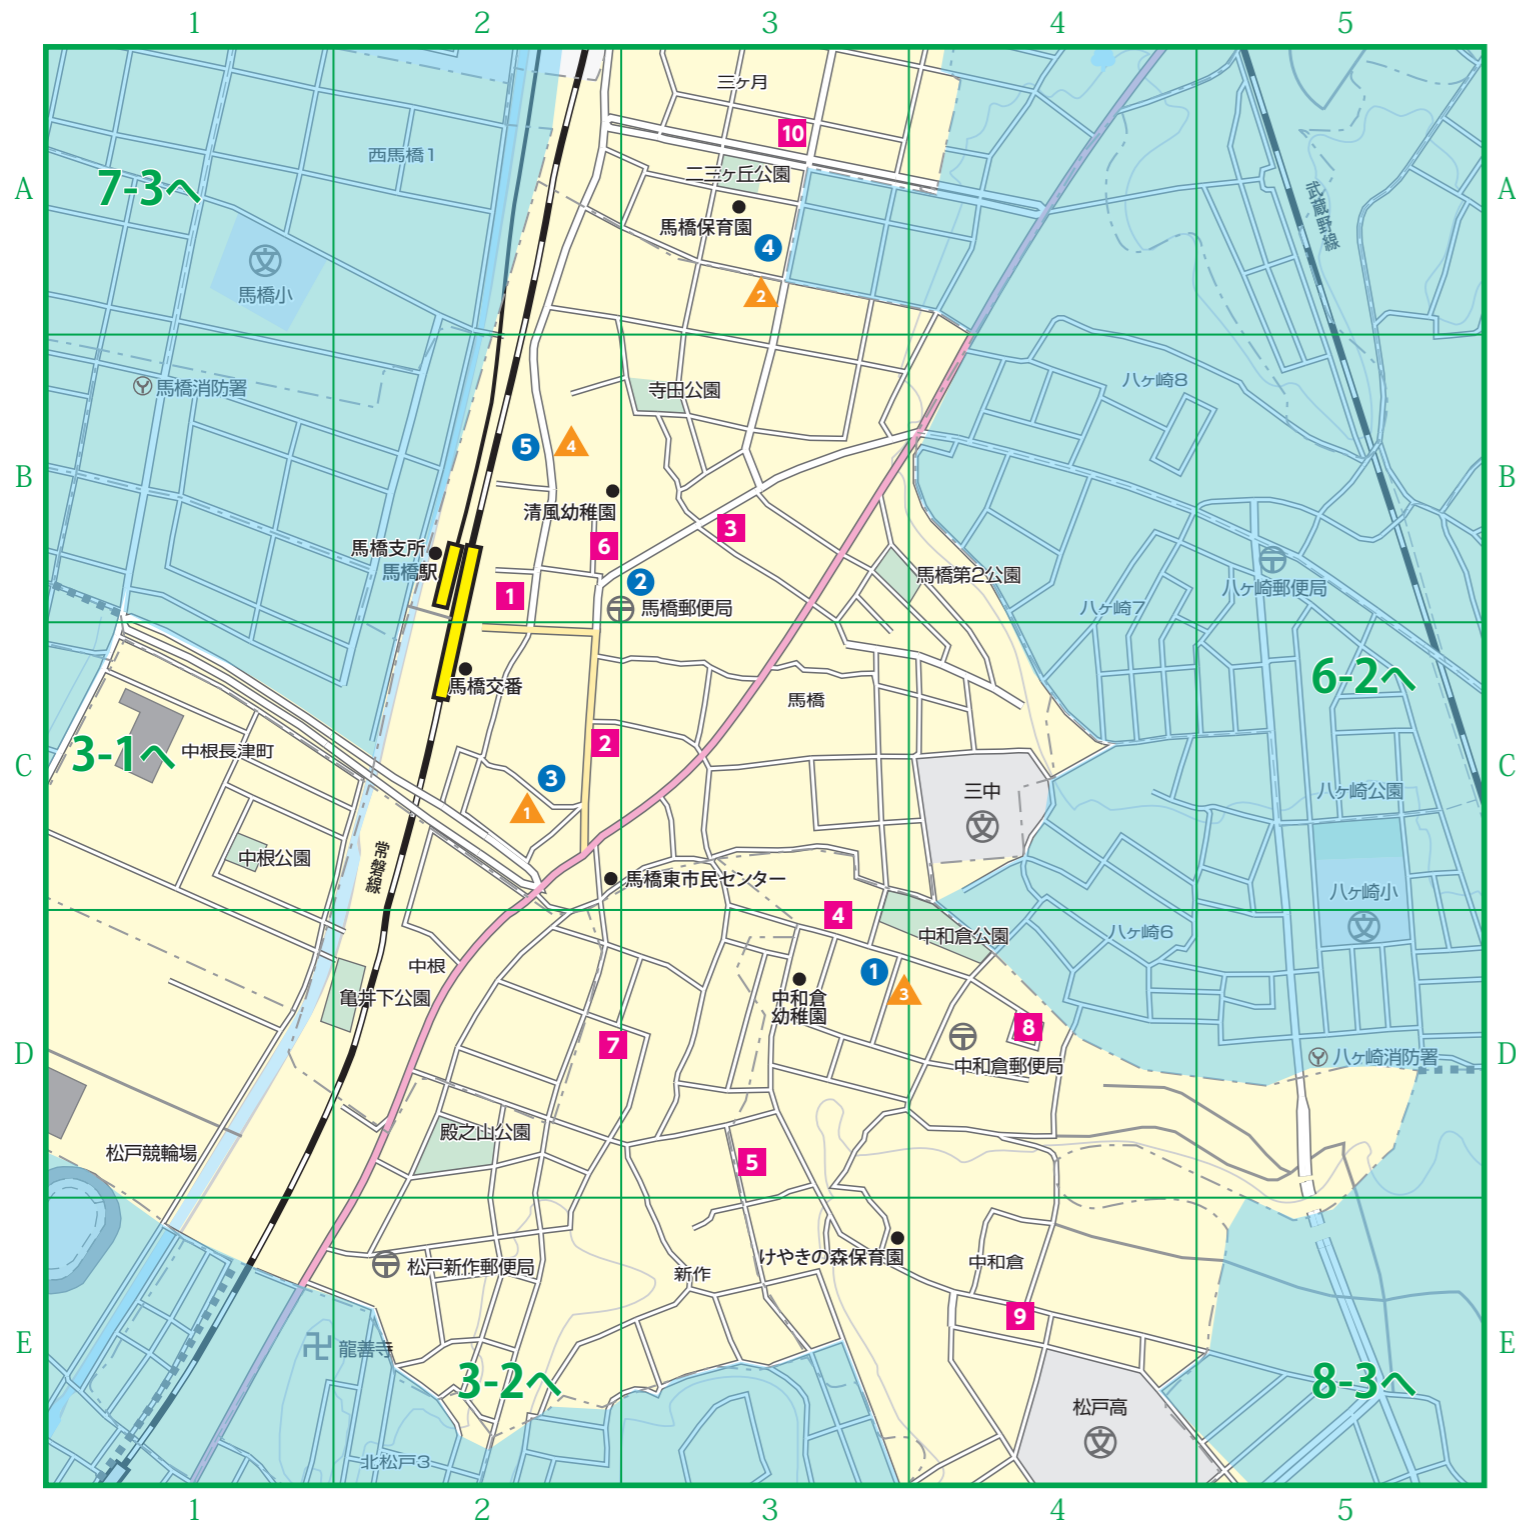 1
2
3
4
5
A
A
三ヶ月
10
西馬橋1
二三ヶ丘公園
7-3へ
武蔵野線
馬橋保育園
4
文
馬橋小
2
B
B
馬橋消防署
寺田公園
八ヶ崎8
5
4
清風幼稚園
3
6
馬橋支所
馬橋駅
2
馬橋第2公園
八ヶ崎郵便局
1
馬橋郵便局
八ヶ崎7
6-2へ
馬橋交番
馬橋
2
中根長津町
3-1へ
C
C
3
三中
八ヶ崎公園
1
文
中根公園
常磐線
馬橋東市民センター
八ヶ崎小
4
文
中和倉公園
八ヶ崎6
中根
1
亀井下公園
中和倉
幼稚園
3
8
7
D
D
中和倉郵便局
八ヶ崎消防署
殿之山公園
松戸競輪場
5
けやきの森保育園
中和倉
松戸新作郵便局
新作
9
龍善寺
E
E
3-2へ
8-3へ
松戸高
文
北松戸3
1
2
3
4
5